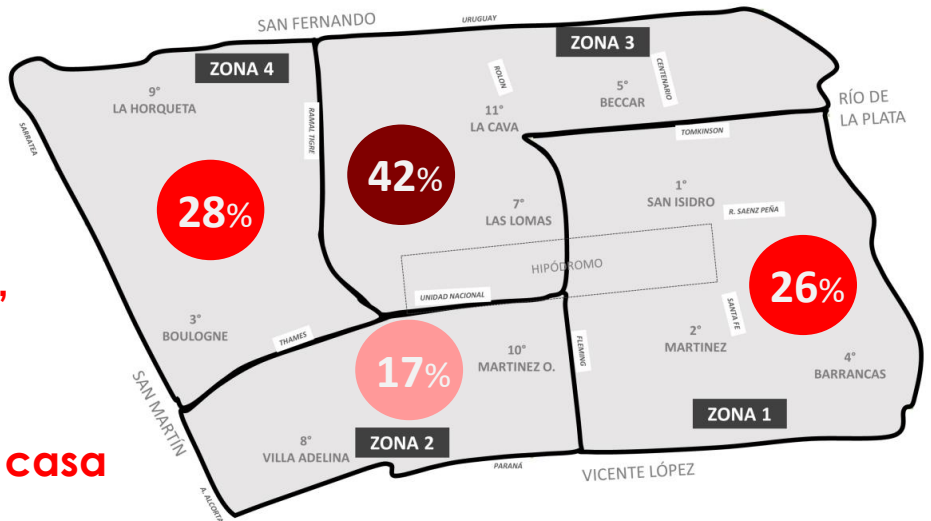 SAN FERNANDO
URUGUAY
ZONA 4
ZONA 3
9°
LA HORQUETA
ROLON
CENTENARIO
5°
BECCAR
RÍO DE
LA PLATA
SARRATEA
RAMAL TIGRE
11°
LA CAVA
TOMKINSON
42%
28%
1°
SAN ISIDRO
7°
LAS LOMAS
R. SAENZ PEÑA
HIPÓDROMO
26%
,
UNIDAD NACIONAL
SANTA FE
3°
BOULOGNE
THAMES
FLEMING
2°
MARTINEZ
10°
MARTINEZ O.
17%
4°
BARRANCAS
SAN MARTÍN
ZONA 1
8°
VILLA ADELINA
ZONA 2
casa
PARANÁ
VICENTE LÓPEZ
A. ALCORTA